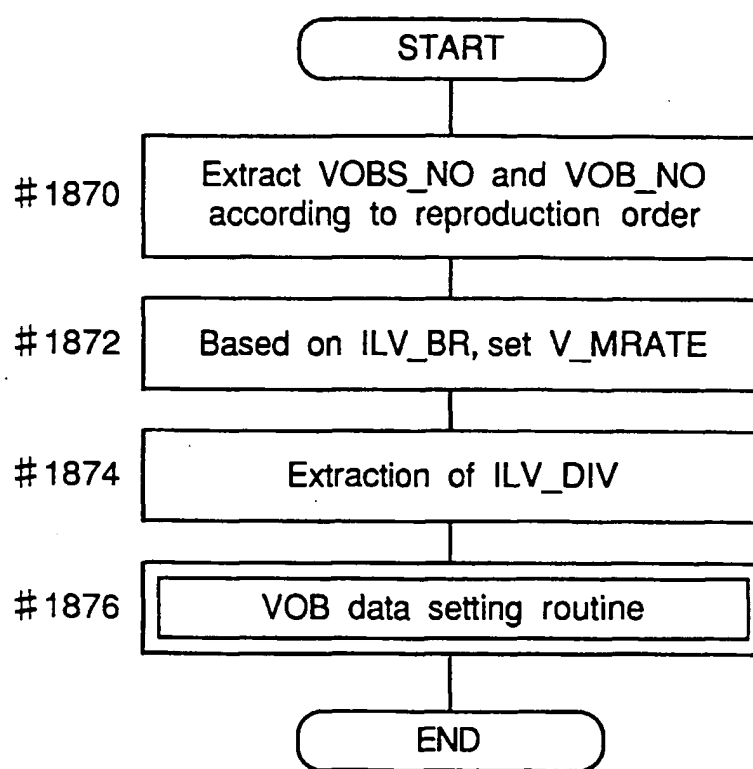 START
#1870
Extract VOBS_NO and VOB_NO
according to reproduction order
#1872
Based on ILV_BR, set V_MRATE
#1874
Extraction of ILV_DIV
#1876
VOB data setting routine
END